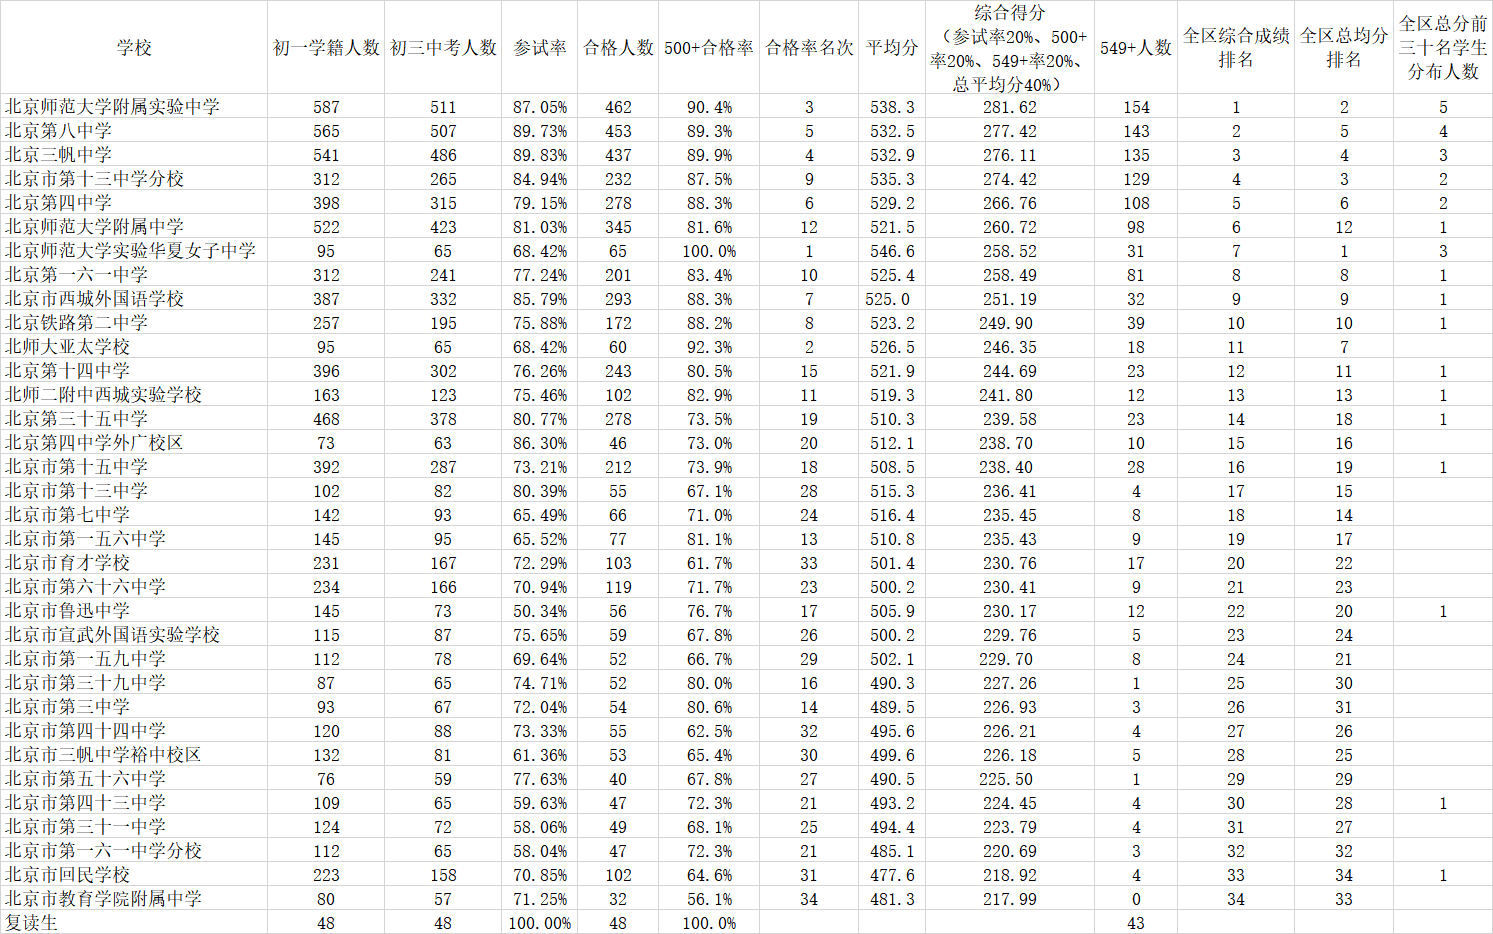 学校 初一学籍人数 初三中考人数 参试率 合格人数 500+合格率 合格率名次 平均分 综合得分（参试率20%、500+率20%、549+率20%、总平均分40%） 549+人数 全区综合成绩排名 全区总均分排名 全区总分前三十名学生分布人数
北京师范大学附属实验中学 587 511 87.05% 462 90.4% 3 538.3 281.62 154 1 2 5
北京第八中学 565 507 89.73% 453 89.3% 5 532.5 277.42 143 2 5 4
北京三帆中学 541 486 89.83% 437 89.9% 4 532.9 276.11 135 3 4 3
北京市第十三中学分校 312 265 84.94% 232 87.5% 9 535.3 274.42 129 4 3 2
北京第四中学 398 315 79.15% 278 88.3% 6 529.2 266.76 108 5 6 2
北京师范大学附属中学 522 423 81.03% 345 81.6% 12 521.5 260.72 98 6 12 1
北京师范大学实验华夏女子中学 95 65 68.42% 65 100.0% 1 546.6 258.52 31 7 1 3
北京第一六一中学 312 241 77.24% 201 83.4% 10 525.4 258.49 81 8 8 1
北京市西城外国语学校 387 332 85.79% 293 88.3% 7 525.0 251.19 32 9 9 1
北京铁路第二中学 257 195 75.88% 172 88.2% 8 523.2 249.90 39 10 10 1
北师大亚太学校 95 65 68.42% 60 92.3% 2 526.5 246.35 18 11 7
北京第十四中学 396 302 76.26% 243 80.5% 15 521.9 244.69 23 12 11 1
北师二附中西城实验学校 163 123 75.46% 102 82.9% 11 519.3 241.80 12 13 13 1
北京第三十五中学 468 378 80.77% 278 73.5% 19 510.3 239.58 23 14 18 1
北京第四中学外广校区 73 63 86.30% 46 73.0% 20 512.1 238.70 10 15 16
北京市第十五中学 392 287 73.21% 212 73.9% 18 508.5 238.40 28 16 19 1
北京市第十三中学 102 82 80.39% 55 67.1% 28 515.3 236.41 4 17 15
北京市第七中学 142 93 65.49% 66 71.0% 24 516.4 235.45 8 18 14
北京市第一五六中学 145 95 65.52% 77 81.1% 13 510.8 235.43 9 19 17
北京市育才学校 231 167 72.29% 103 61.7% 33 501.4 230.76 17 20 22
北京市第六十六中学 234 166 70.94% 119 71.7% 23 500.2 230.41 9 21 23
北京市鲁迅中学 145 73 50.34% 56 76.7% 17 505.9 230.17 12 22 20 1
北京市宣武外国语实验学校 115 87 75.65% 59 67.8% 26 500.2 229.76 5 23 24
北京市第一五九中学 112 78 69.64% 52 66.7% 29 502.1 229.70 8 24 21
北京市第三十九中学 87 65 74.71% 52 80.0% 16 490.3 227.26 1 25 30
北京市第三中学 93 67 72.04% 54 80.6% 14 489.5 226.93 3 26 31
北京市第四十四中学 120 88 73.33% 55 62.5% 32 495.6 226.21 4 27 26
北京市三帆中学裕中校区 132 81 61.36% 53 65.4% 30 499.6 226.18 5 28 25
北京市第五十六中学 76 59 77.63% 40 67.8% 27 490.5 225.50 1 29 29
北京市第四十三中学 109 65 59.63% 47 72.3% 21 493.2 224.45 4 30 28 1
北京市第三十一中学 124 72 58.06% 49 68.1% 25 494.4 223.79 4 31 27
北京市第一六一中学分校 112 65 58.04% 47 72.3% 21 485.1 220.69 3 32 32
北京市回民学校 223 158 70.85% 102 64.6% 31 477.6 218.92 4 33 34 1
北京市教育学院附属中学 80 57 71.25% 32 56.1% 34 481.3 217.99 0 34 33
复读生 48 48 100.00% 48 100.0% 43